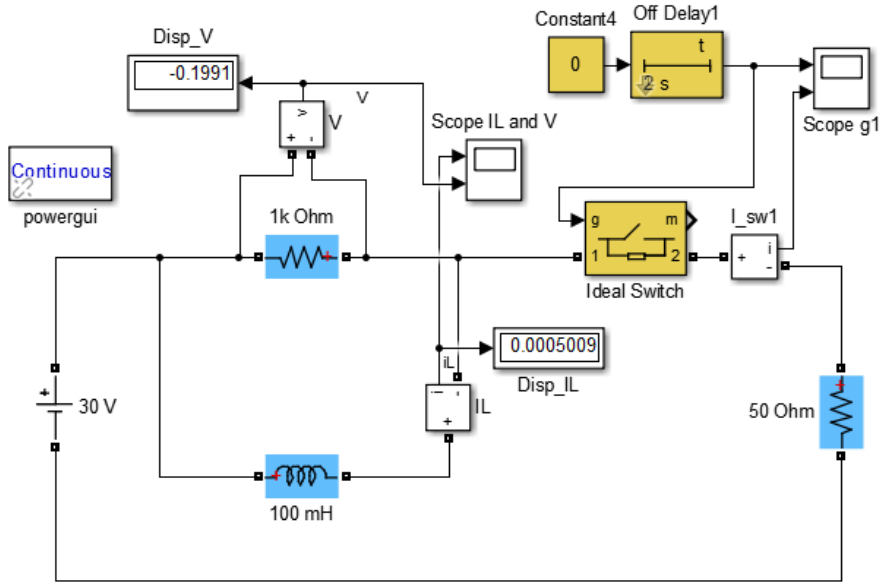 Constant4
Off Delay1
Disp_V
-0.1991
0
t
2 s
V
v
+ -
V
Scope IL and V
Scope g1
Continuous
powergui
1k Ohm
g
m
1
2
I_sw1
i
+
-
Ideal Switch
+
30 V
0.0005009
iL
Disp_IL
i -
+
IL
50 Ohm
100 mH